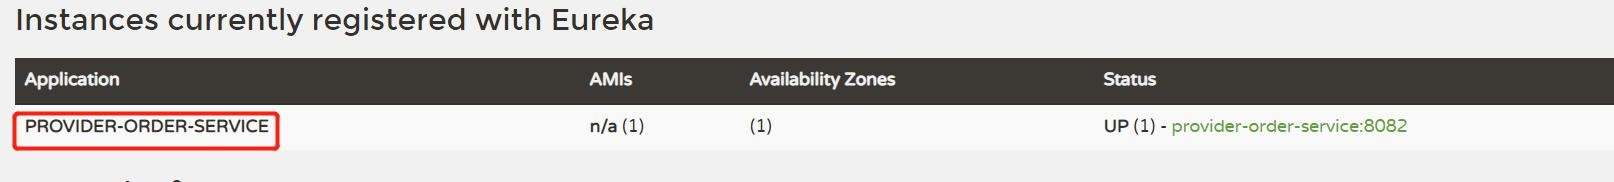 Instances currently registered with Eureka
Application AMIs Availability Zones Status
PROVIDER-ORDER-SERVICE n/a (1) (1) UP (1) - provider-order-service:8082